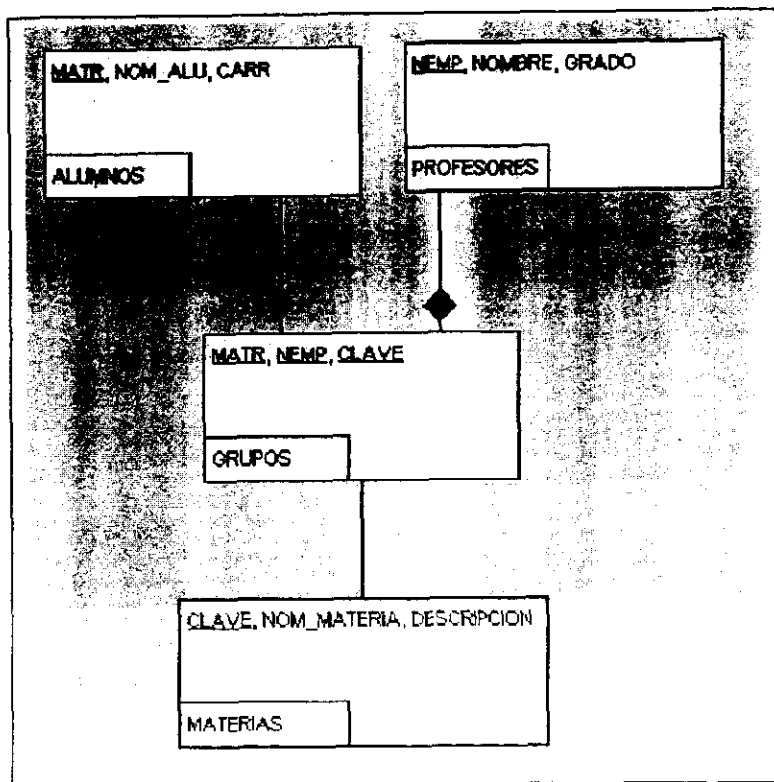 MATR, NOM_ALU, CARR
ALUMNOS
NEMP, NOMBRE, GRADO
PROFESORES
MATR, NEMP, CLAVE
GRUPOS
CLAVE, NOM_MATERIA, DESCRIPCION
MATERIAS